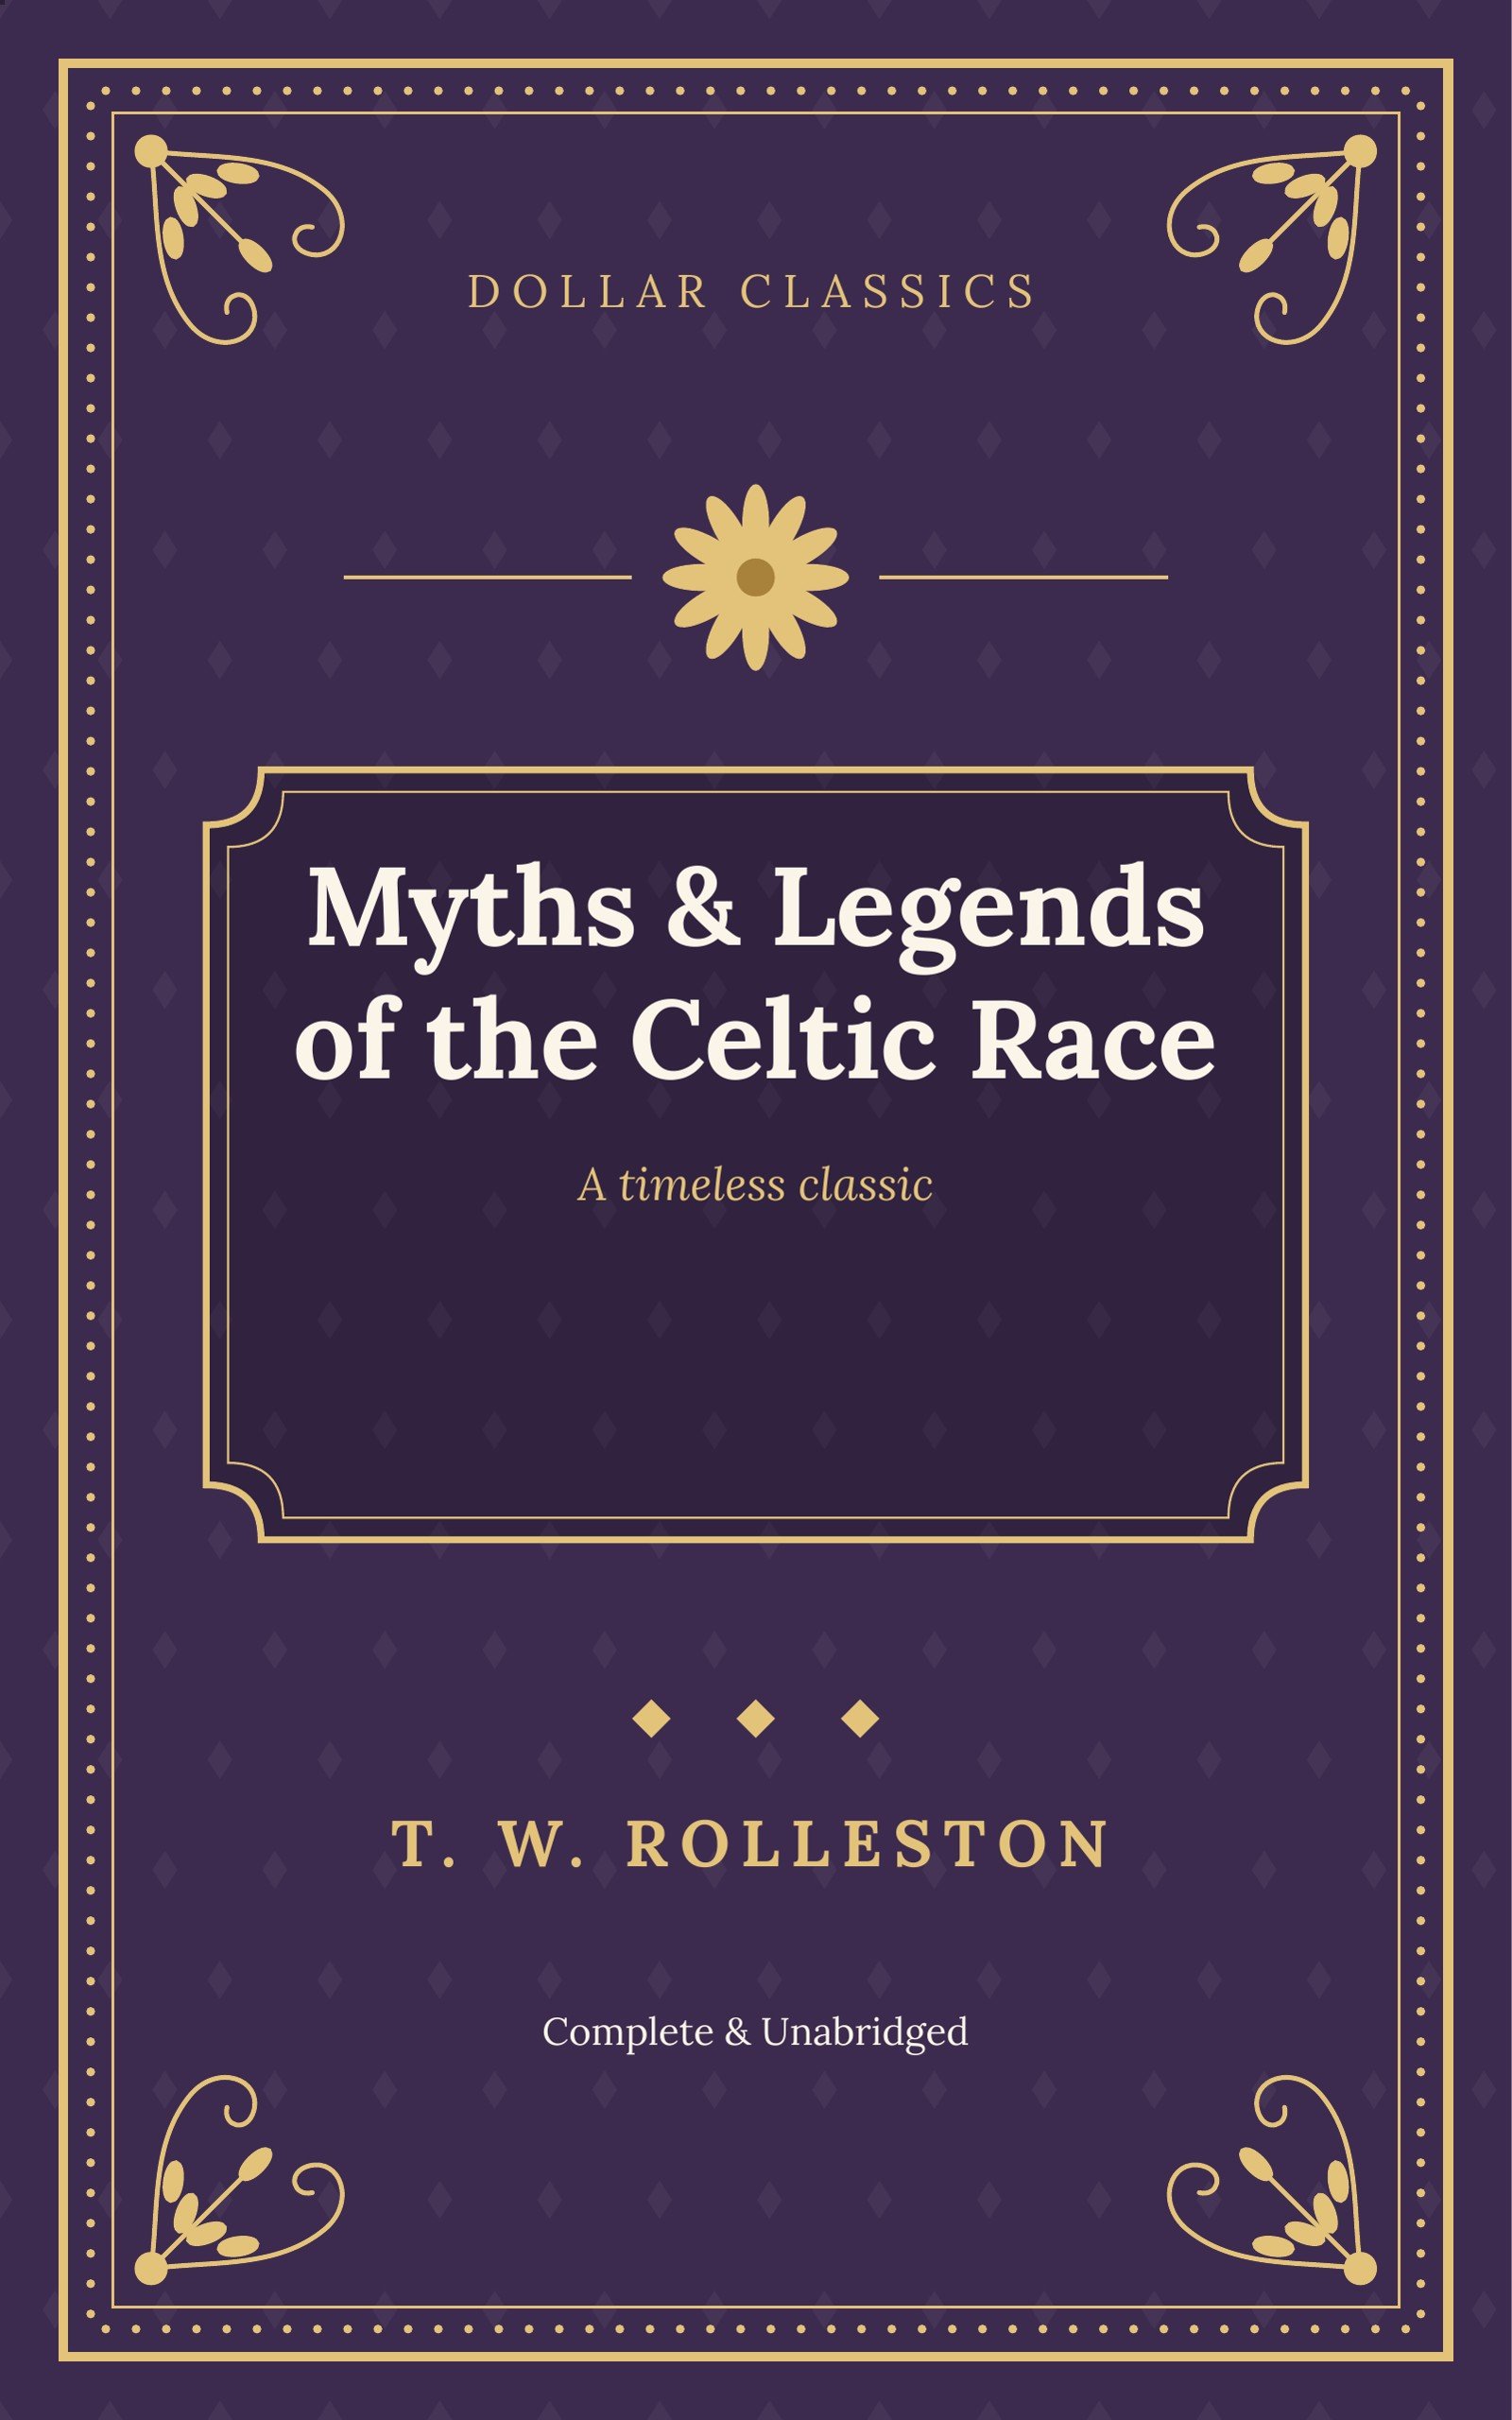 DOLLAR CLASSICS
Myths & Legends
of the Celtic Race
A timeless classic
T. W. ROLLESTON
Complete & Unabridged